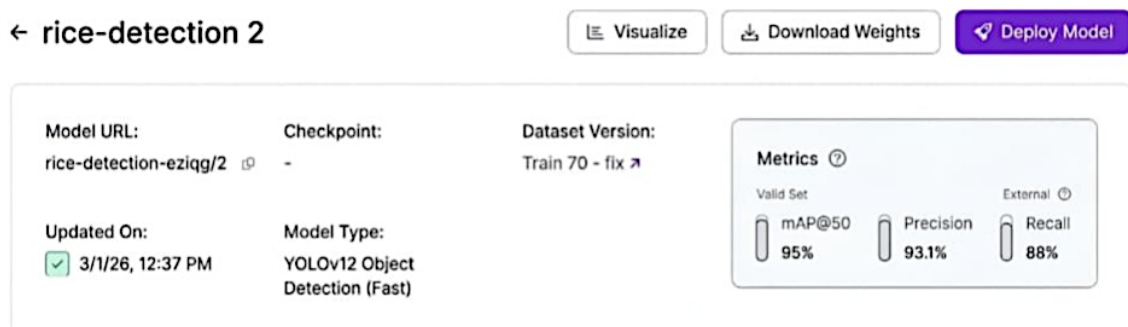 rice-detection 2
Visualize
Download Weights
Deploy Model
Model URL:
rice-detection-eziqg/2
Checkpoint:
-
Dataset Version:
Train 70 - fix
Updated On:
3/1/26, 12:37 PM
Model Type:
YOLOv12 Object
Detection (Fast)
Metrics
Valid Set
External
mAP@50
95%
Precision
93.1%
Recall
88%